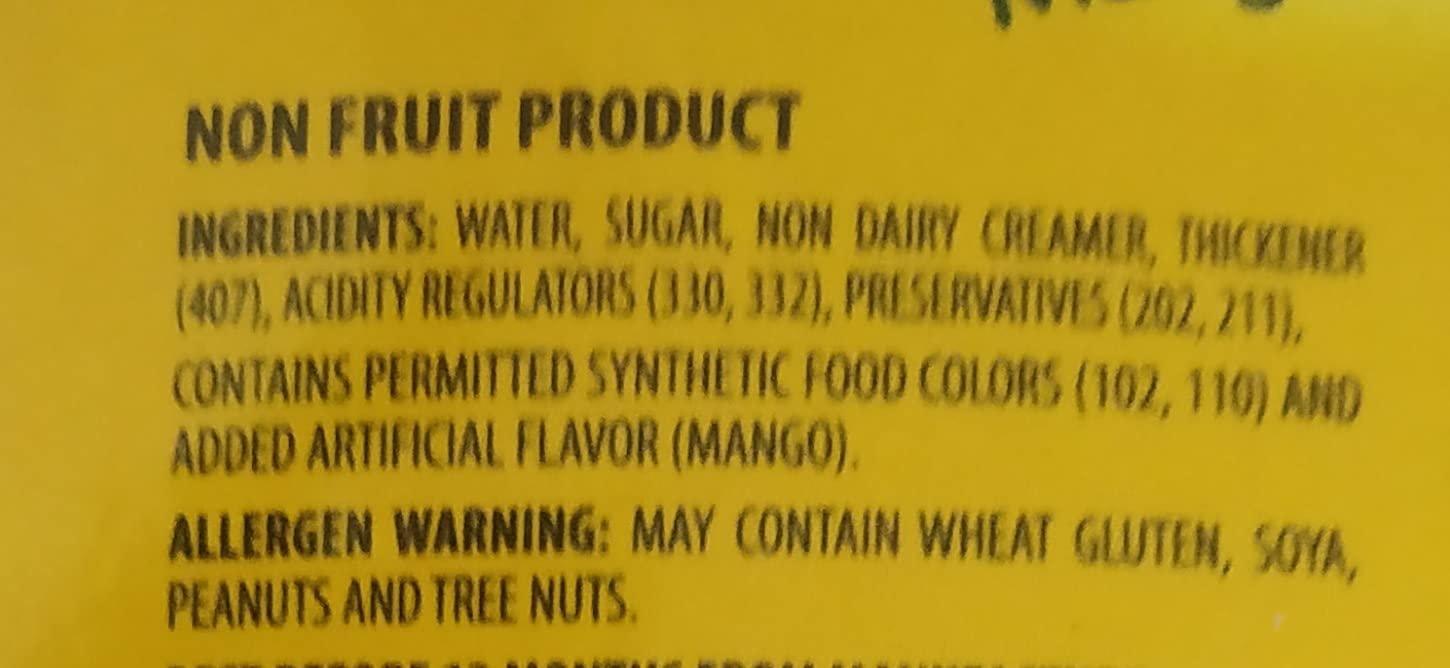 NON FRUIT PRODUCT
INGREDIENTS: WATER, SUGAR, NON DAIRY CREAMER, THICKENER
(407), ACIDITY REGULATORS (330, 332), PRESERVATIVES (202, 211),
CONTAINS PERMITTED SYNTHETIC FOOD COLORS (102, 110) AND
ADDED ARTIFICIAL FLAVOR (MANGO).
ALLERGEN WARNING: MAY CONTAIN WHEAT GLUTEN, SOYA,
PEANUTS AND TREE NUTS.